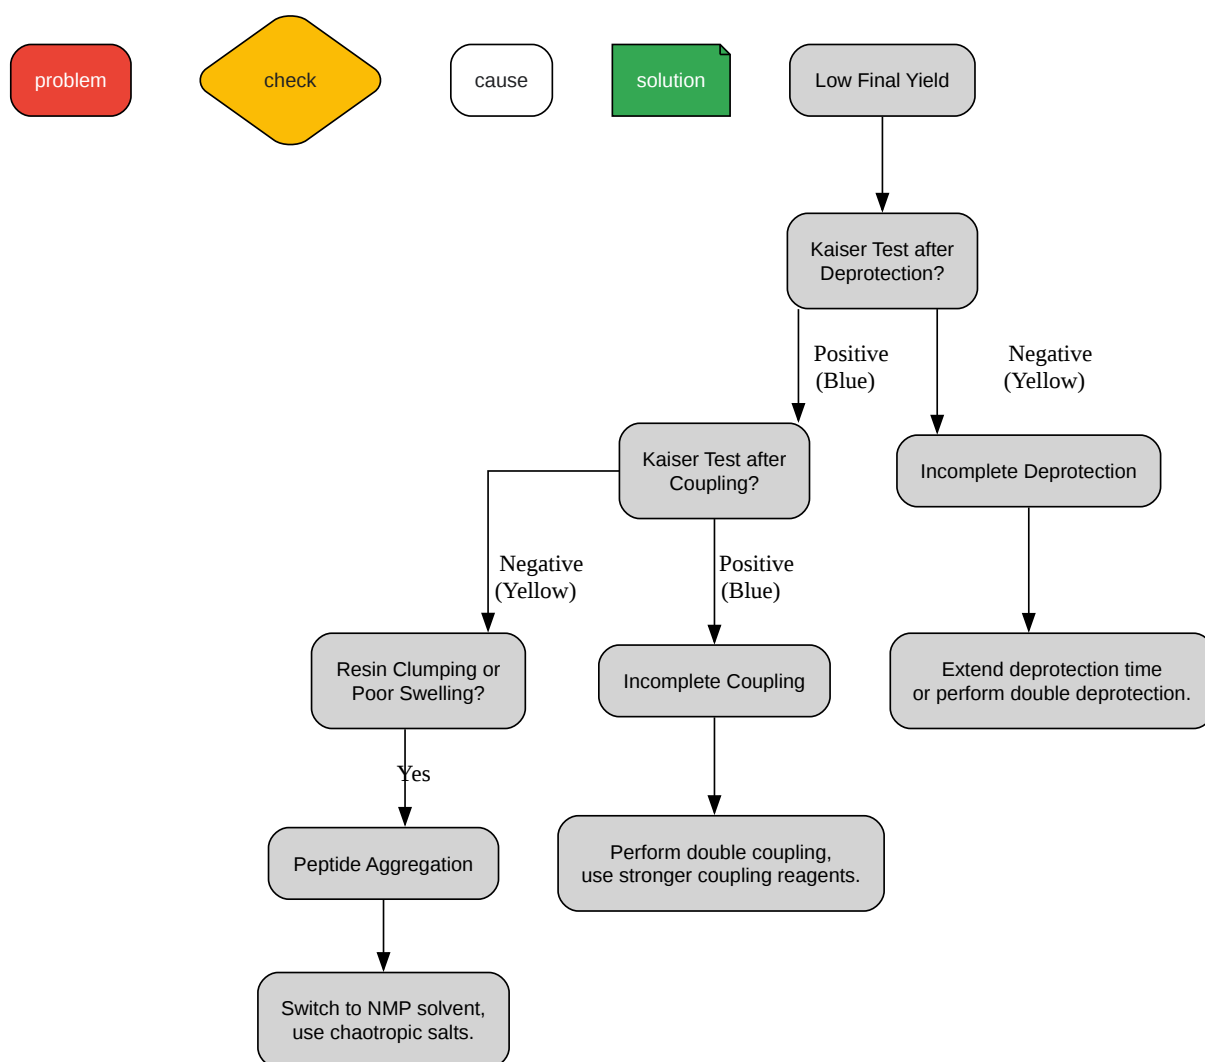 problem
check
cause
solution
Low Final Yield
Kaiser Test after
Deprotection?
Positive
(Blue)
Negative
(Yellow)
Kaiser Test after
Coupling?
Incomplete Deprotection
Negative
(Yellow)
Positive
(Blue)
Resin Clumping or
Poor Swelling?
Incomplete Coupling
Extend deprotection time
or perform double deprotection.
Yes
Peptide Aggregation
Perform double coupling,
use stronger coupling reagents.
Switch to NMP solvent,
use chaotropic salts.